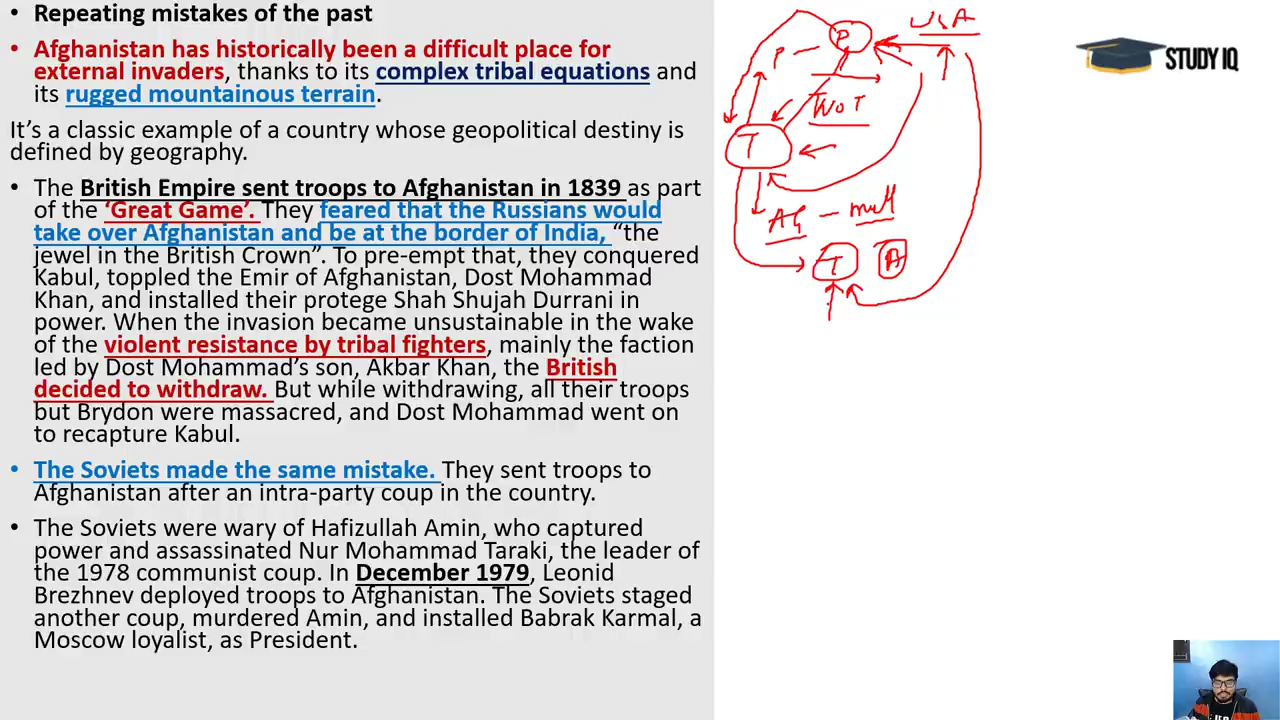 • Repeating mistakes of the past
• Afghanistan has historically been a difficult place for
external invaders, thanks to its complex tribal equations and
its rugged mountainous terrain.
It's a classic example of a country whose geopolitical destiny is
defined by geography.
• The British Empire sent troops to Afghanistan in 1839 as part
of the ‘Great Game’. They feared that the Russians would
take over Afghanistan and be at the border of India, “the
jewel in the British Crown”. To pre-empt that, they conquered
Kabul, toppled the Emir of Afghanistan, Dost Mohammad
Khan, and installed their protege Shah Shujah Durrani in
power. When the invasion became unsustainable in the wake
of the violent resistance by tribal fighters, mainly the faction
led by Dost Mohammad’s son, Akbar Khan, the British
decided to withdraw. But while withdrawing, all their troops
but Brydon were massacred, and Dost Mohammad went on
to recapture Kabul.
• The Soviets made the same mistake. They sent troops to
Afghanistan after an intra-party coup in the country.
• The Soviets were wary of Hafizullah Amin, who captured
power and assassinated Nur Mohammad Taraki, the leader of
the 1978 communist coup. In December 1979, Leonid
Brezhnev deployed troops to Afghanistan. The Soviets staged
another coup, murdered Amin, and installed Babrak Karmal, a
Moscow loyalist, as President.
USA
P – P
WoT
T
T A
STUDY IQ